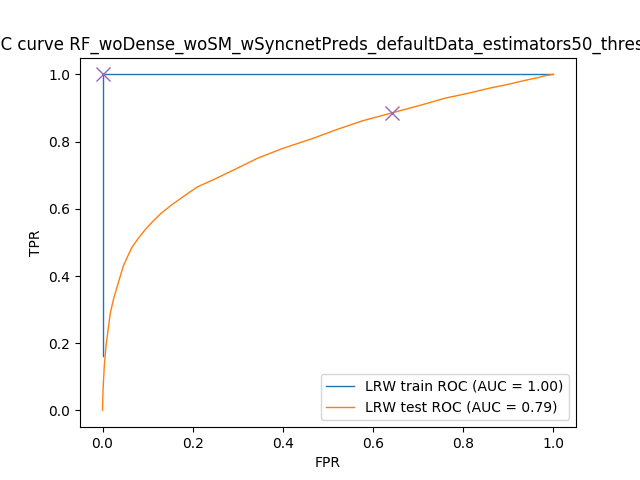 C curve RF_woDense_woSM_wSyncnetPreds_defaultData_estimators50_thres
1.0
0.8
0.6
0.4
0.2
0.0
TPR
LRW train ROC (AUC = 1.00)
LRW test ROC (AUC = 0.79)
0.0 0.2 0.4 0.6 0.8 1.0
FPR